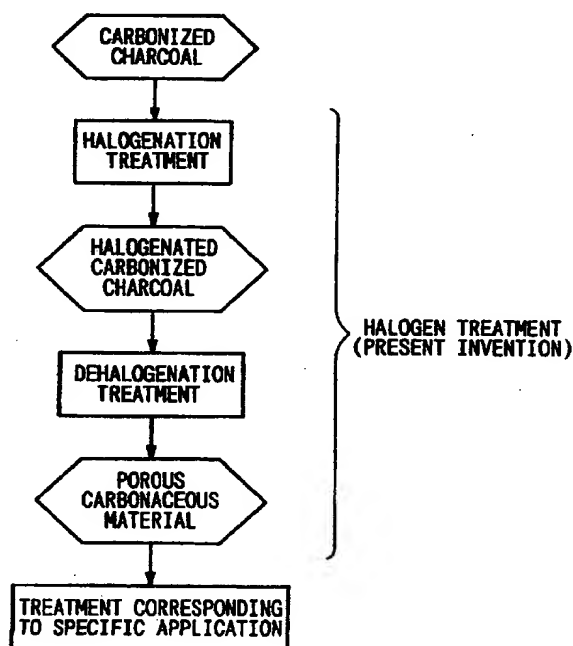 CARBONIZED
CHARCOAL
HALOGENATION
TREATMENT
HALOGENATED
CARBONIZED
CHARCOAL
HALOGEN TREATMENT
(PRESENT INVENTION)
DEHALOGENATION
TREATMENT
POROUS
CARBONACEOUS
MATERIAL
TREATMENT CORRESPONDING
TO SPECIFIC APPLICATION